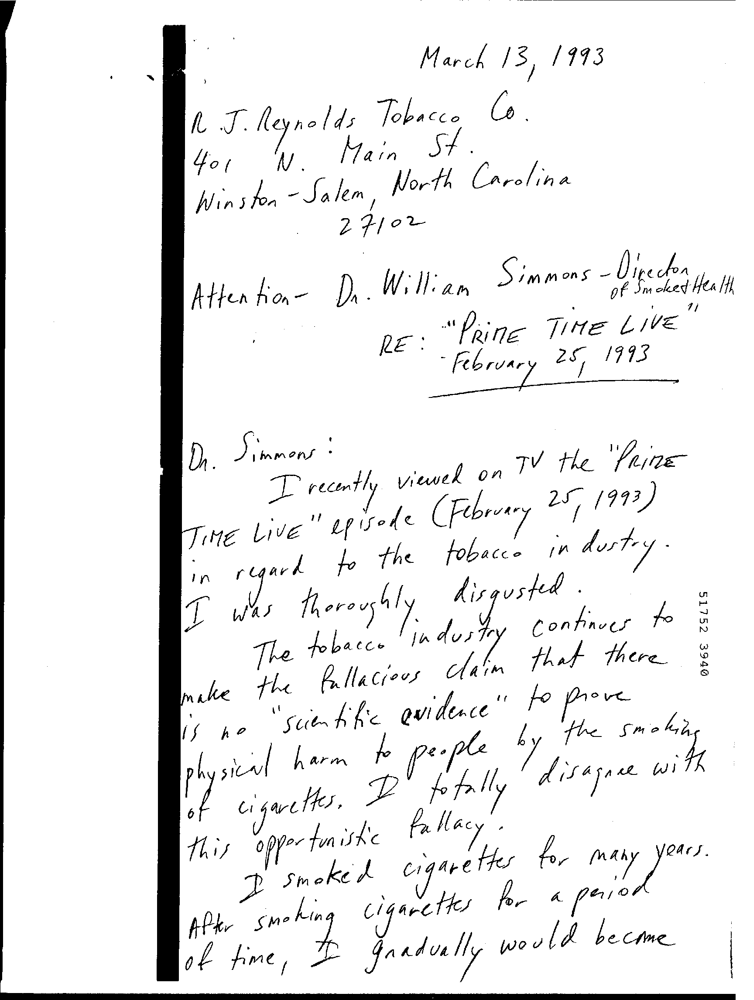 March 13, 1993
R.J. Reynolds Tobacco Co.
401 N. Main St.
Winston-Salem, North Carolina
27102
Attention- Dr. William Simmons - Director
of Smoked Health
RE: "PRIME TIME LIVE"
February 25, 1993
Dr. Simmons:
I recently viewed on TV the "PRIME
TIME LIVE" episode (February 25, 1993)
in regard to the tobacco industry.
I was thoroughly disgusted.
The tobacco industry continues to
make the fallacious claim that there
is no "scientific evidence" to prove
physical harm to people by the smoking
of cigarettes. I totally disagree with
this opportunistic fallacy.
I smoked cigarettes for many years.
After smoking cigarettes for a period
of time, I gradually would become
51752 3940